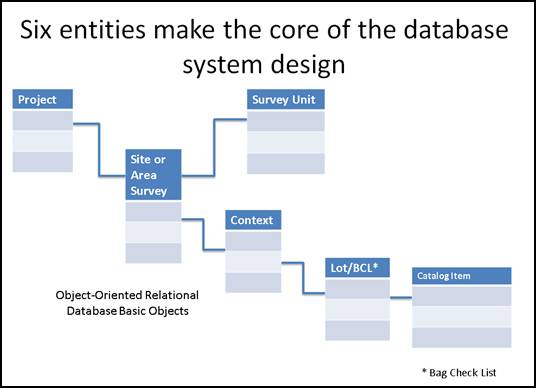 Six entities make the core of the database
system design
Project
Survey Unit
Site or
Area
Survey
Context
Lot/BCL*
Catalog Item
Object-Oriented Relational
Database Basic Objects
* Bag Check List